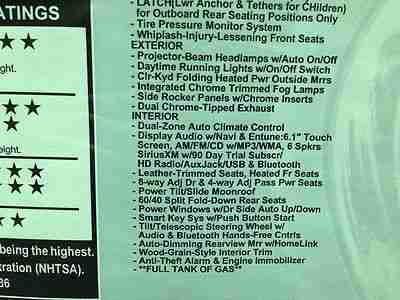 ATINGS
ght.
eight.
being the highest.
ration (NHTSA).
36
- LATCH(Lwr Anchor & Tethers for CHildren)
for Outboard Rear Seating Positions Only
- Tire Pressure Monitor System
- Whiplash-Injury-Lessening Front Seats
EXTERIOR
- Projector-Beam Headlamps w/Auto On/Off
- Daytime Running Lights w/On/Off Switch
- Clr-Kyd Folding Heated Pwr Outside Mrrs
- Integrated Chrome Trimmed Fog Lamps
- Side Rocker Panels w/Chrome Inserts
- Dual Chrome-Tipped Exhaust
INTERIOR
- Dual-Zone Auto Climate Control
- Display Audio w/Navi & Entune:6.1" Touch
Screen, AM/FM/CD w/MP3/WMA, 6 Spkrs
SiriusXM w/90 Day Trial Subscr/
HD Radio/AuxJack/USB & Bluetooth
- Leather-Trimmed Seats, Heated Fr Seats
- 8-way Adj Dr & 4-way Adj Pass Pwr Seats
- Power Tilt/Slide Moonroof
- 60/40 Split Fold-Down Rear Seats
- Power Windows w/Dr Side Auto Up/Down
- Smart Key Sys w/Push Button Start
- Tilt/Telescopic Steering Wheel w/
Audio & Bluetooth Hands-Free Cntrls
- Auto-Dimming Rearview Mrr w/HomeLink
- Wood-Grain-Style Interior Trim
- Anti-Theft Alarm & Engine Immobilizer
- **FULL TANK OF GAS**